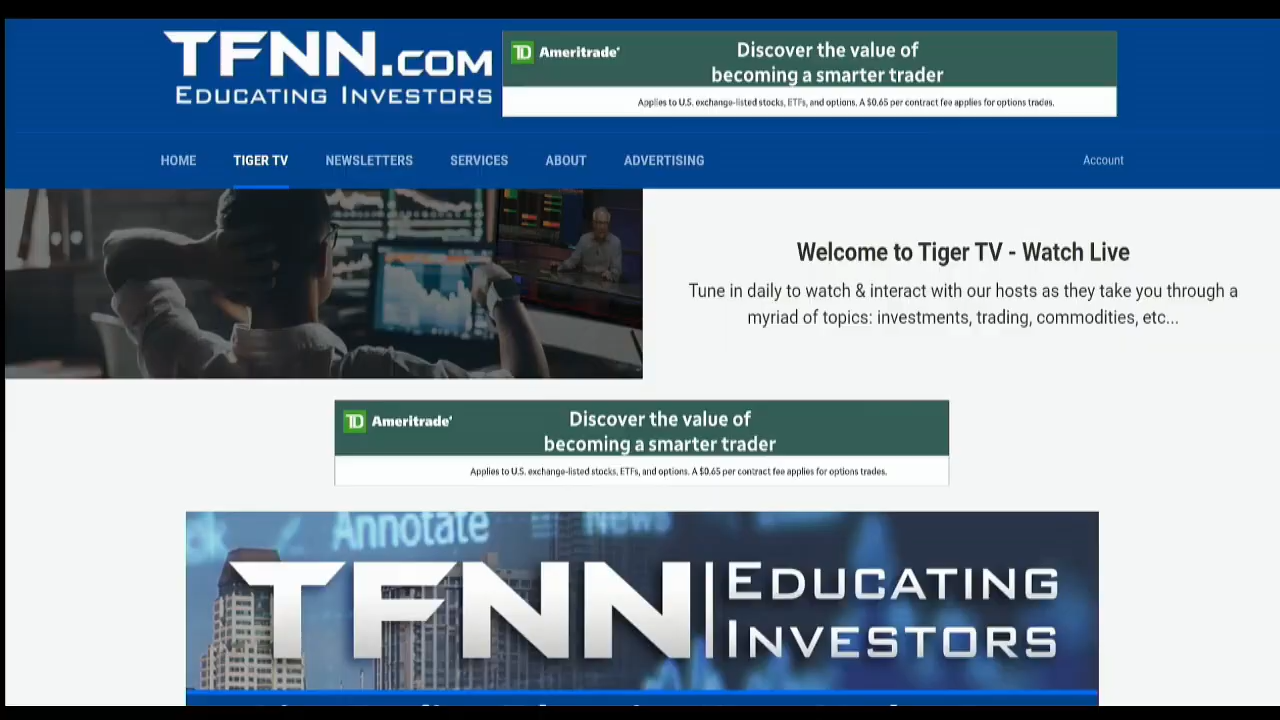 TFNN.COM
EDUCATING INVESTORS
TD Ameritrade
Discover the value of
becoming a smarter trader
Applies to U.S. exchange-listed stocks, ETFs, and options. A $0.65 per contract fee applies for options trades.
HOME TIGER TV NEWSLETTERS SERVICES ABOUT ADVERTISING Account
Welcome to Tiger TV - Watch Live
Tune in daily to watch & interact with our hosts as they take you through a
myriad of topics: investments, trading, commodities, etc...
TD Ameritrade
Discover the value of
becoming a smarter trader
Applies to U.S. exchange-listed stocks, ETFs, and options. A $0.65 per contract fee applies for options trades.
Annotate News
TFNN EDUCATING
INVESTORS